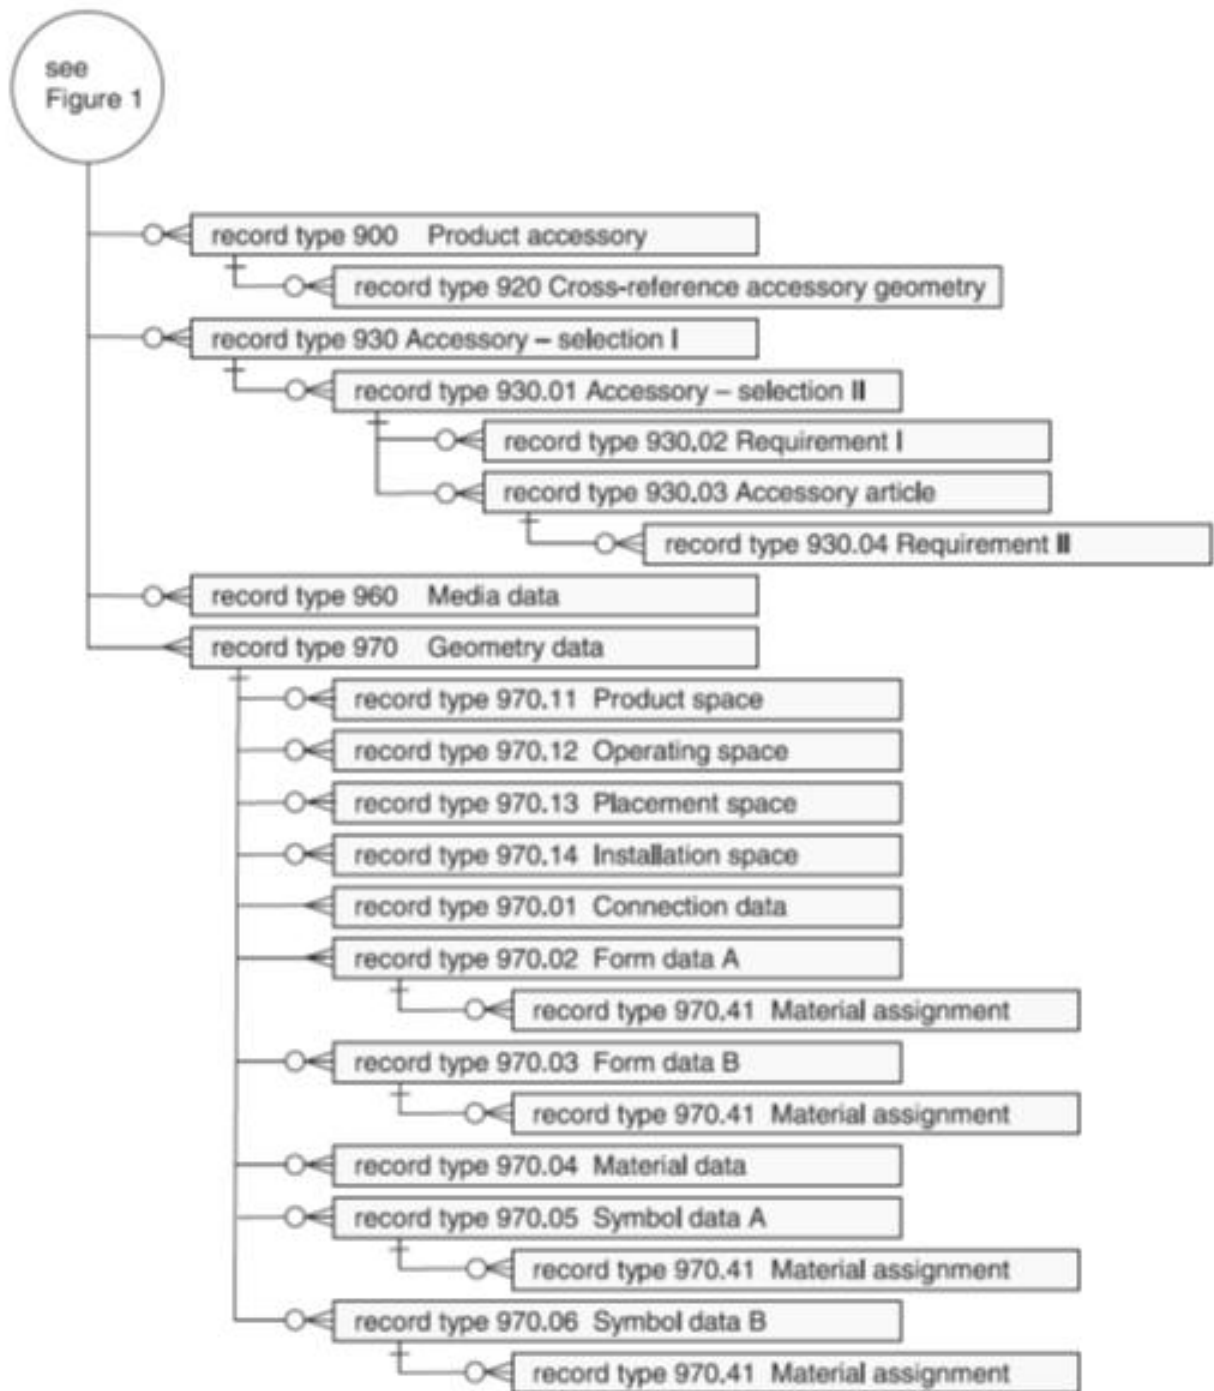 see
Figure 1
record type 900 Product accessory
record type 920 Cross-reference accessory geometry
record type 930 Accessory – selection I
record type 930.01 Accessory – selection II
record type 930.02 Requirement I
record type 930.03 Accessory article
record type 930.04 Requirement II
record type 960 Media data
record type 970 Geometry data
record type 970.11 Product space
record type 970.12 Operating space
record type 970.13 Placement space
record type 970.14 Installation space
record type 970.01 Connection data
record type 970.02 Form data A
record type 970.41 Material assignment
record type 970.03 Form data B
record type 970.41 Material assignment
record type 970.04 Material data
record type 970.05 Symbol data A
record type 970.41 Material assignment
record type 970.06 Symbol data B
record type 970.41 Material assignment